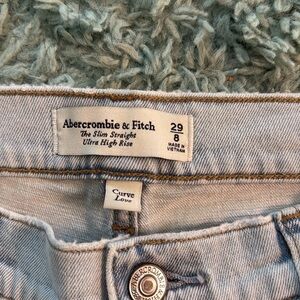 Abercrombie & Fitch
The Slim Straight
Ultra High Rise
29
8
MADE IN
VIETNAM
Curve
Love